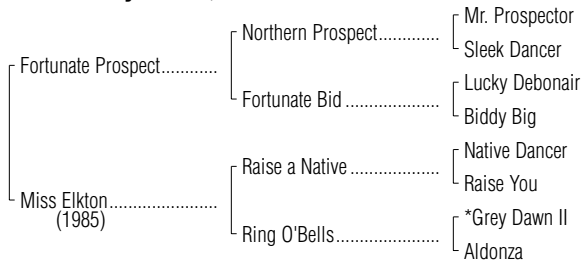 Mr. Prospector
Northern Prospect.............
Sleek Dancer
Fortunate Prospect............
Lucky Debonair
Fortunate Bid ....................
Biddy Big
Native Dancer
Raise a Native ...................
Raise You
Miss Elkton.......................
(1985)
*Grey Dawn II
Ring O'Bells......................
Aldonza